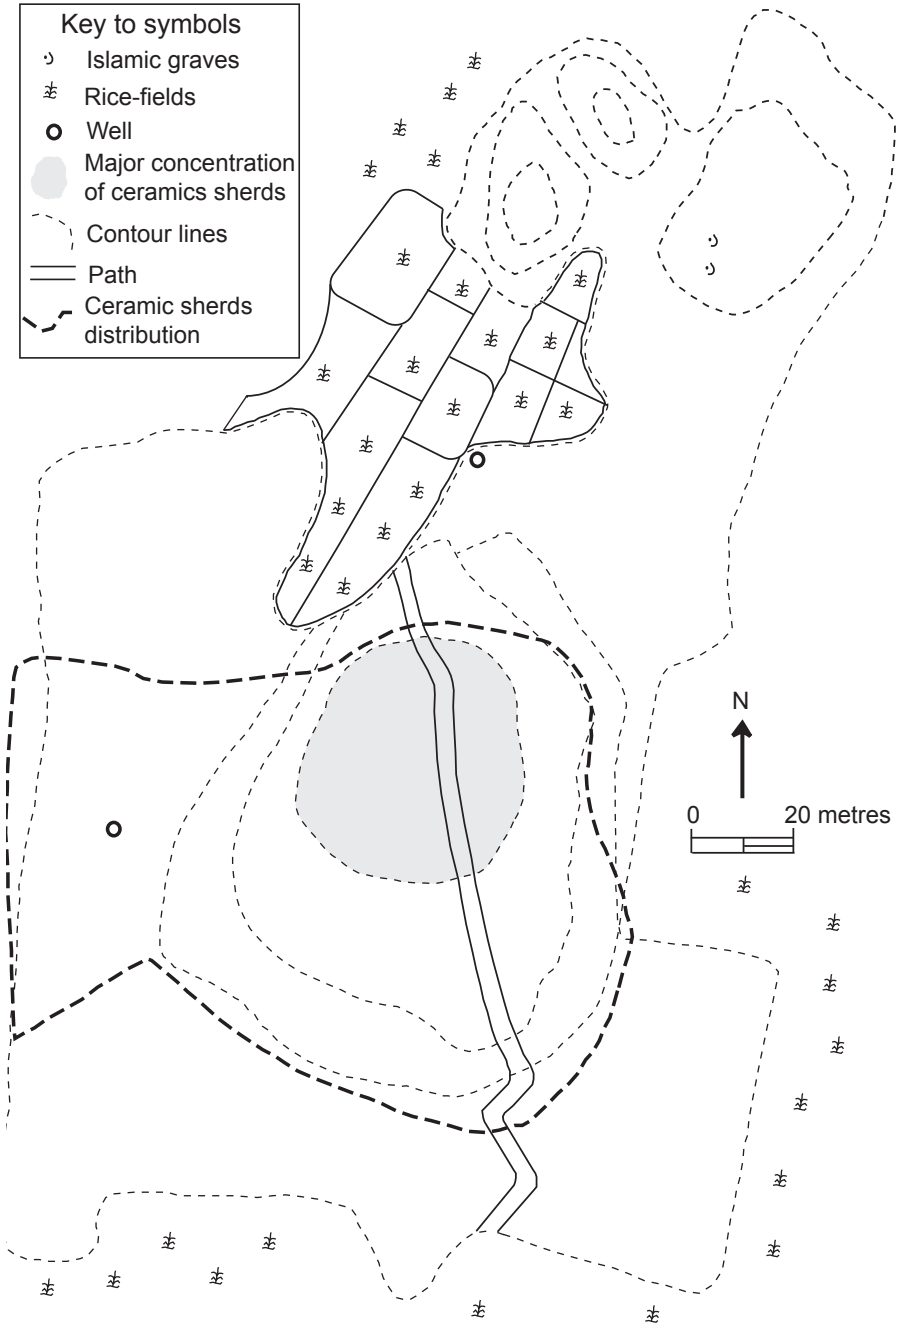 Key to symbols
Islamic graves
Rice-fields
Well
Major concentration
of ceramics sherds
Contour lines
Path
Ceramic sherds
distribution
N
0 20 metres